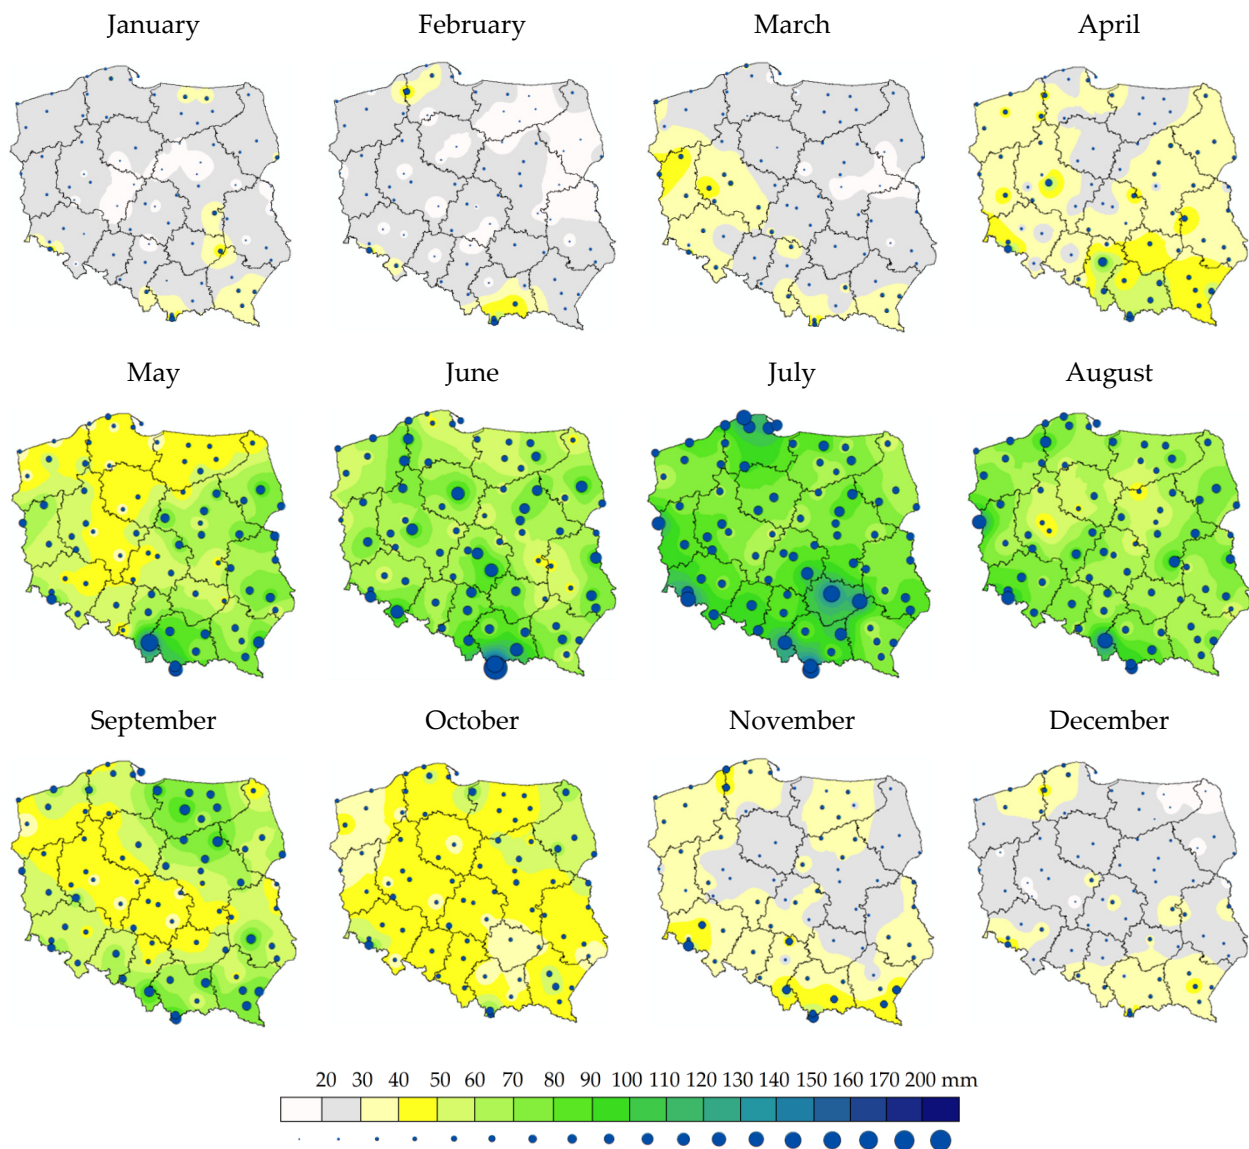 January February March April
May June July August
September October November December
20 30 40 50 60 70 80 90 100 110 120 130 140 150 160 170 200 mm